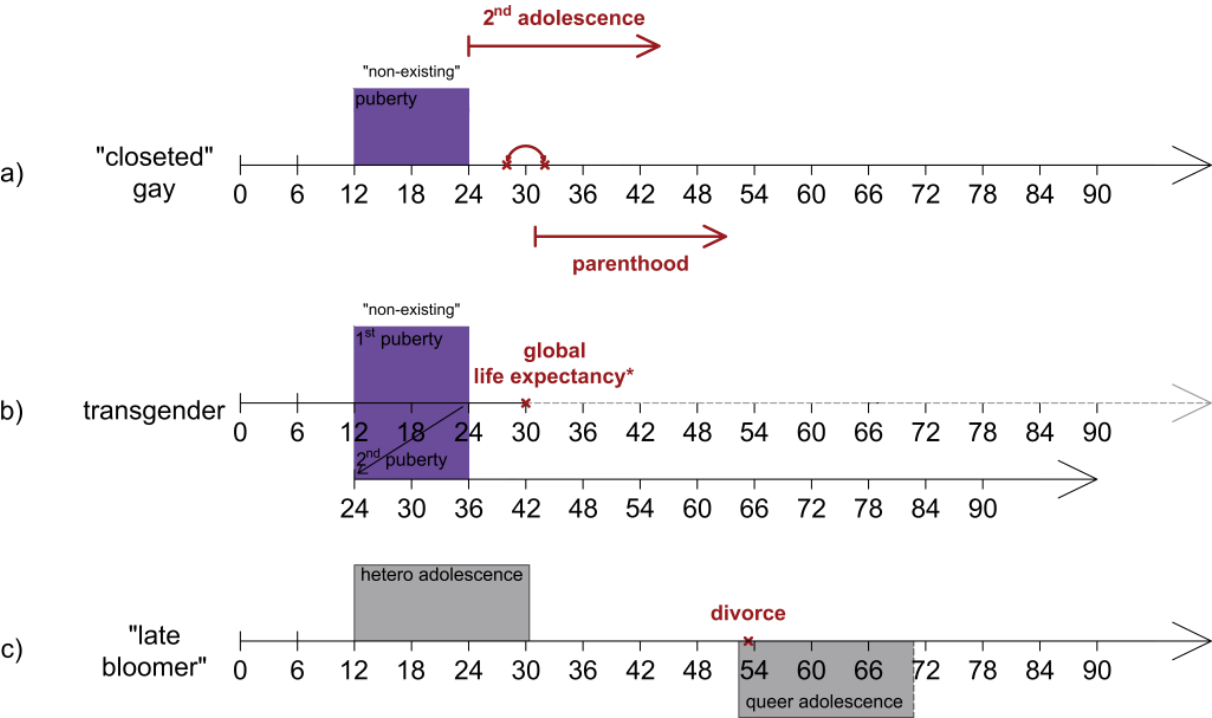 2nd adolescence
"non-existing"
puberty
a)
"closeted"
gay
0 6 12 18 24 30 36 42 48 54 60 66 72 78 84 90
parenthood
"non-existing"
1st puberty
global
life expectancy*
b)
transgender
0 6 12 18 24 30 36 42 48 54 60 66 72 78 84 90
2nd puberty
24 30 36 42 48 54 60 66 72 78 84 90
hetero adolescence
divorce
c)
"late
bloomer"
0 6 12 18 24 30 36 42 48 54 60 66 72 78 84 90
queer adolescence